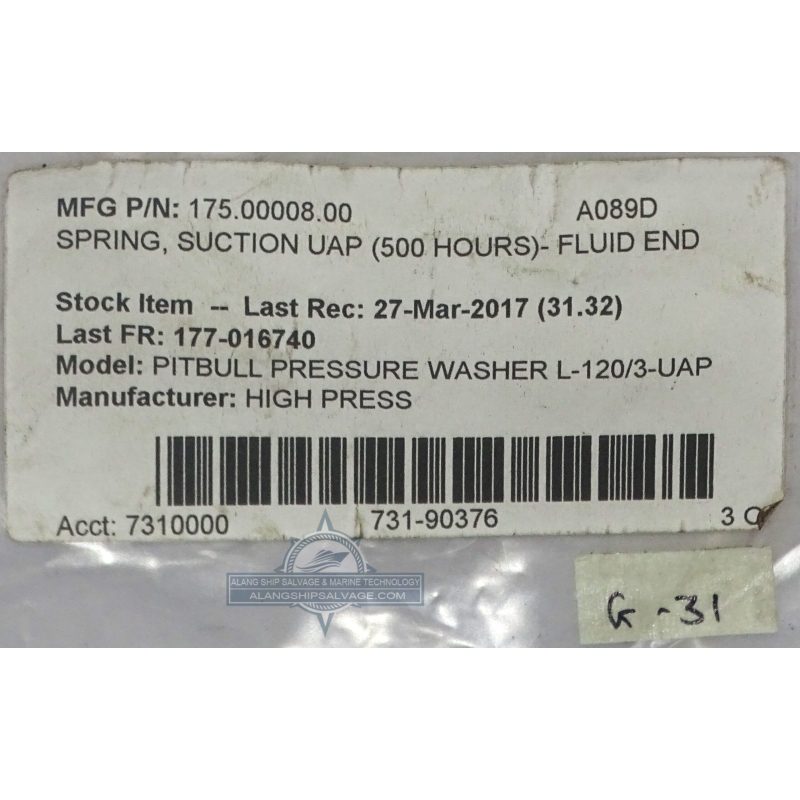 MFG P/N: 175.00008.00 A089D
SPRING, SUCTION UAP (500 HOURS)- FLUID END
Stock Item -- Last Rec: 27-Mar-2017 (31.32)
Last FR: 177-016740
Model: PITBULL PRESSURE WASHER L-120/3-UAP
Manufacturer: HIGH PRESS
Acct: 7310000 731-90376 3
ALANG SHIP SALVAGE & MARINE TECHNOLOGY
ALANGSHIPSALVAGE.COM
G-31